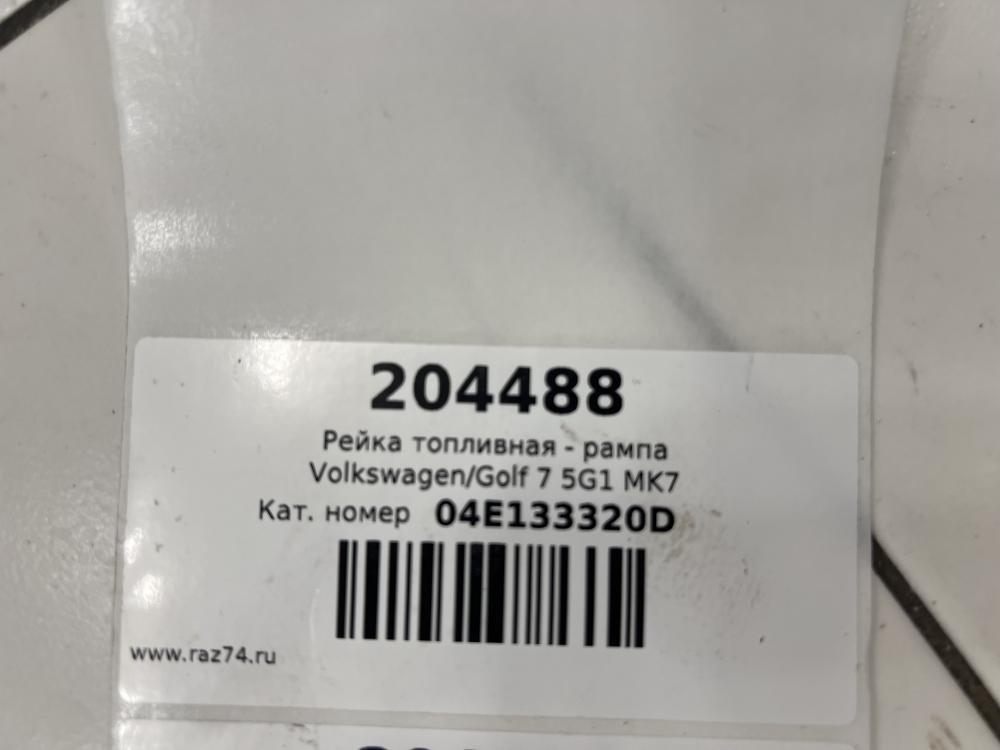 204488
Рейка топливная - рампа
Volkswagen/Golf 7 5G1 MK7
Кат. номер 04E133320D
www.raz74.ru